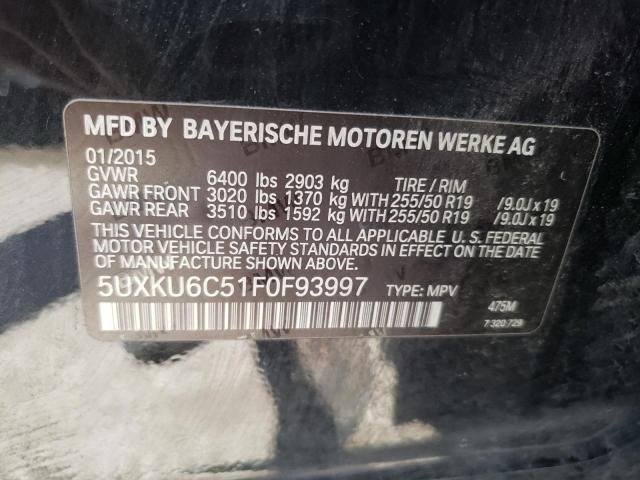 MFD BY BAYERISCHE MOTOREN WERKE AG
01/2015
GVWR 6400 lbs 2903 kg TIRE / RIM
GAWR FRONT 3020 lbs 1370 kg WITH 255/50 R19 /9.0J x 19
GAWR REAR 3510 lbs 1592 kg WITH 255/50 R19 /9.0J x 19
THIS VEHICLE CONFORMS TO ALL APPLICABLE U.S. FEDERAL
MOTOR VEHICLE SAFETY STANDARDS IN EFFECT ON THE DATE
OF MANUFACTURE SHOWN ABOVE.
5UXKU6C51F0F93997 TYPE: MPV
475M
7 320 729